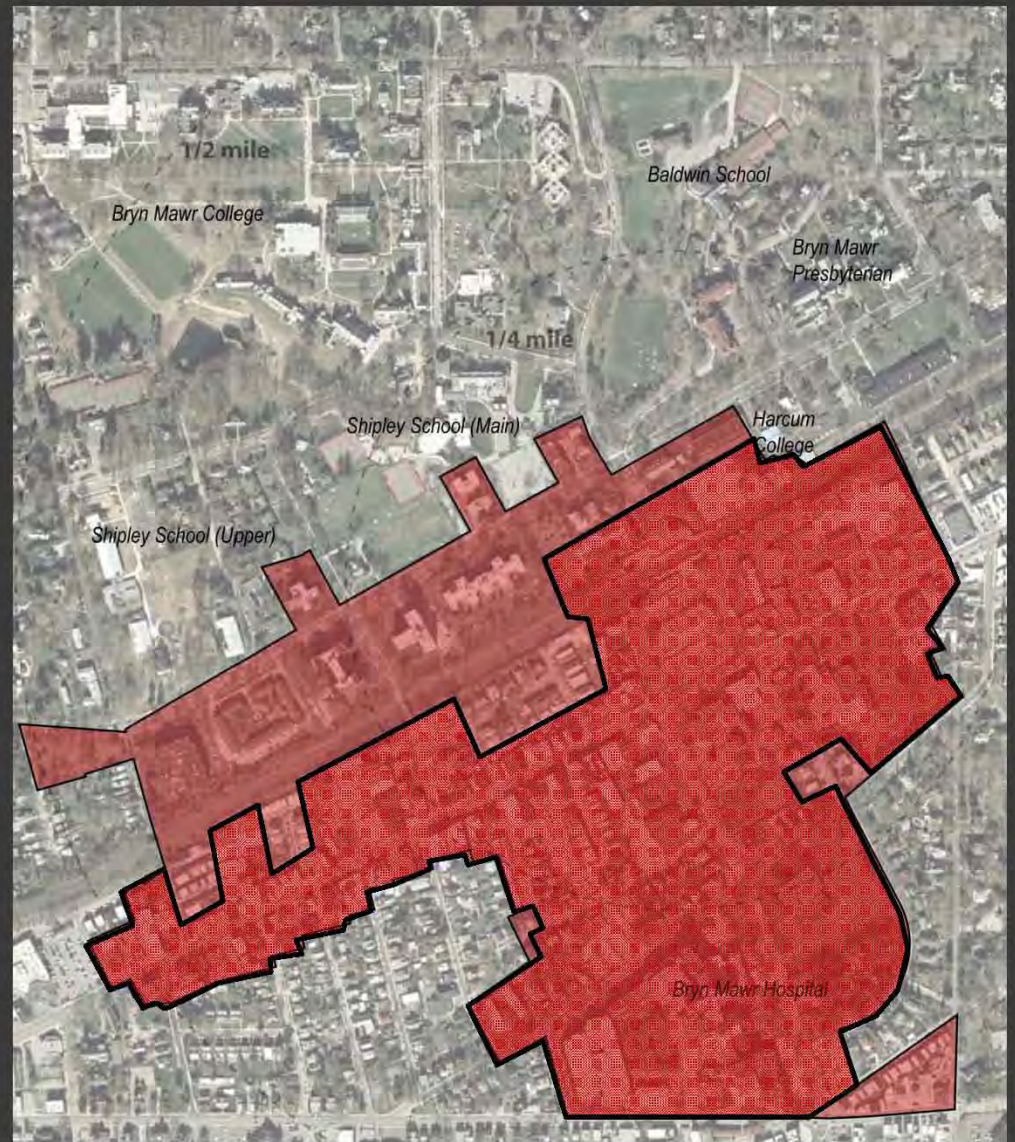 1/2 mile
Baldwin School
Bryn Mawr College
Bryn Mawr
Presbyterian
1/4 mile
Shipley School (Main)
Harcum
College
Shipley School (Upper)
Bryn Mawr Hospital